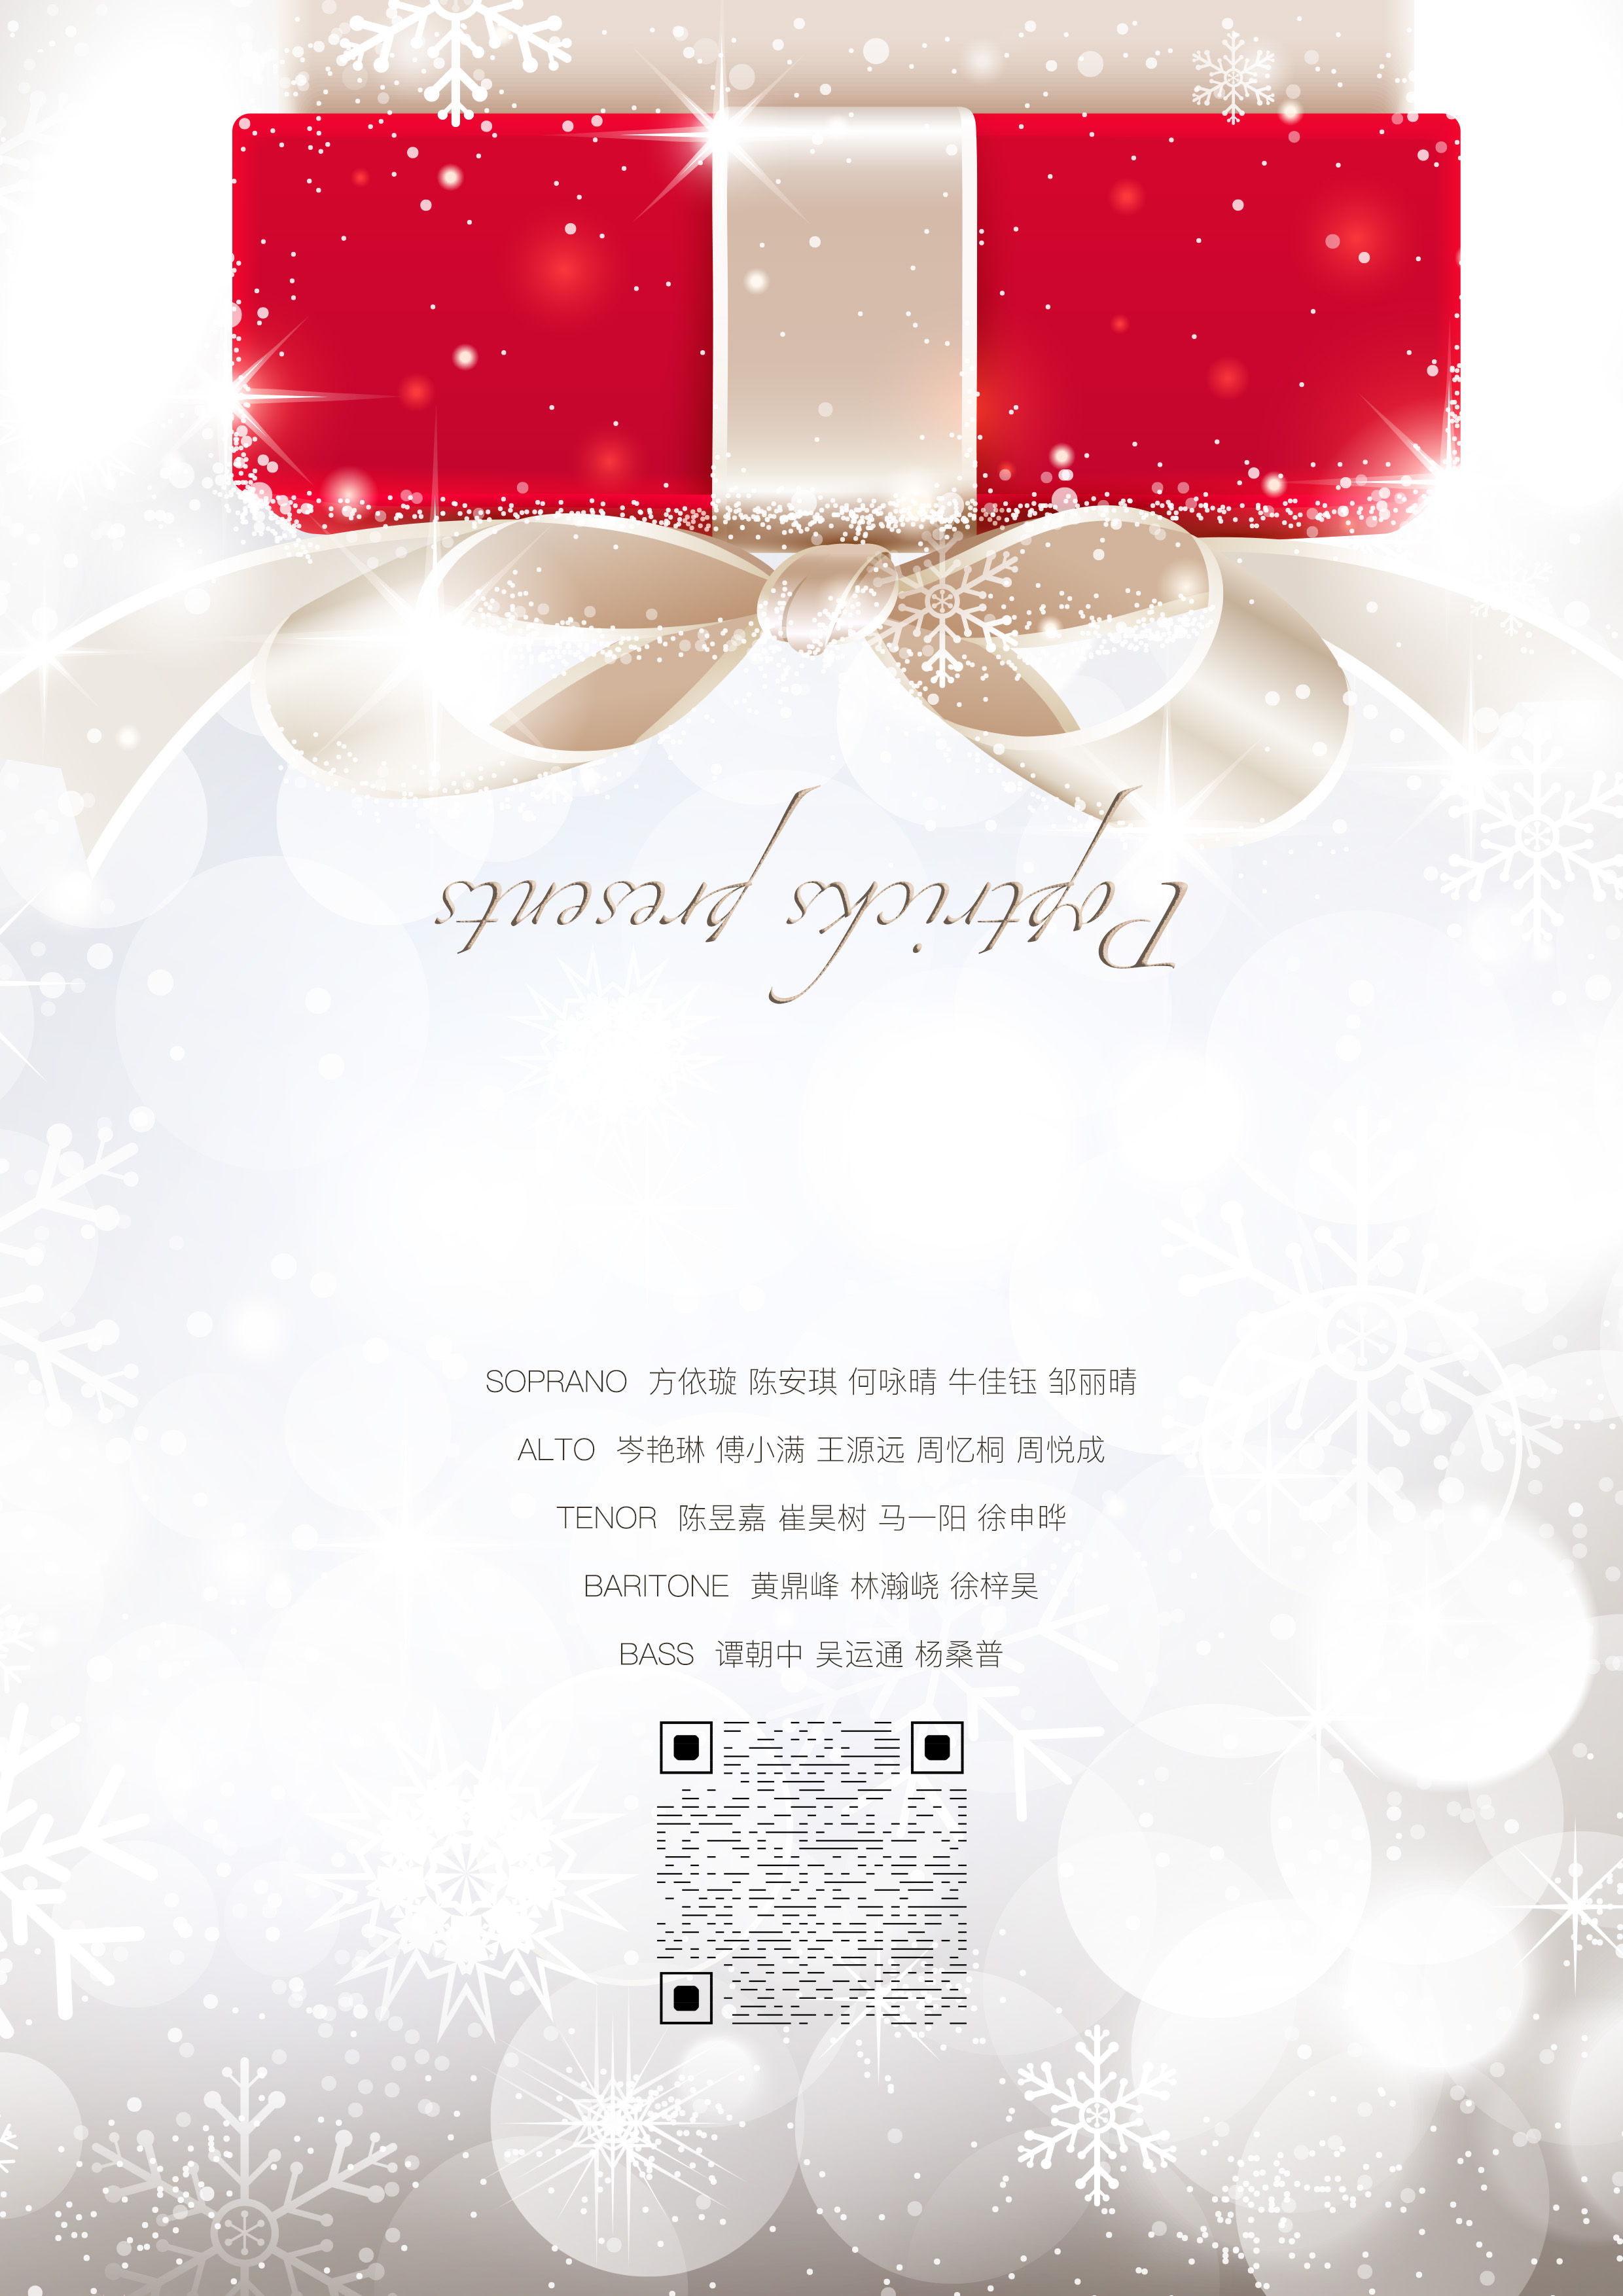 Poptricks presents
SOPRANO 方依璇 陈安琪 何咏晴 牛佳钰 邹丽晴
ALTO 岑艳琳 傅小满 王源远 周忆桐 周悦成
TENOR 陈昱嘉 崔昊树 马一阳 徐申晔
BARITONE 黄鼎峰 林瀚峣 徐梓昊
BASS 谭朝中 吴运通 杨桑普